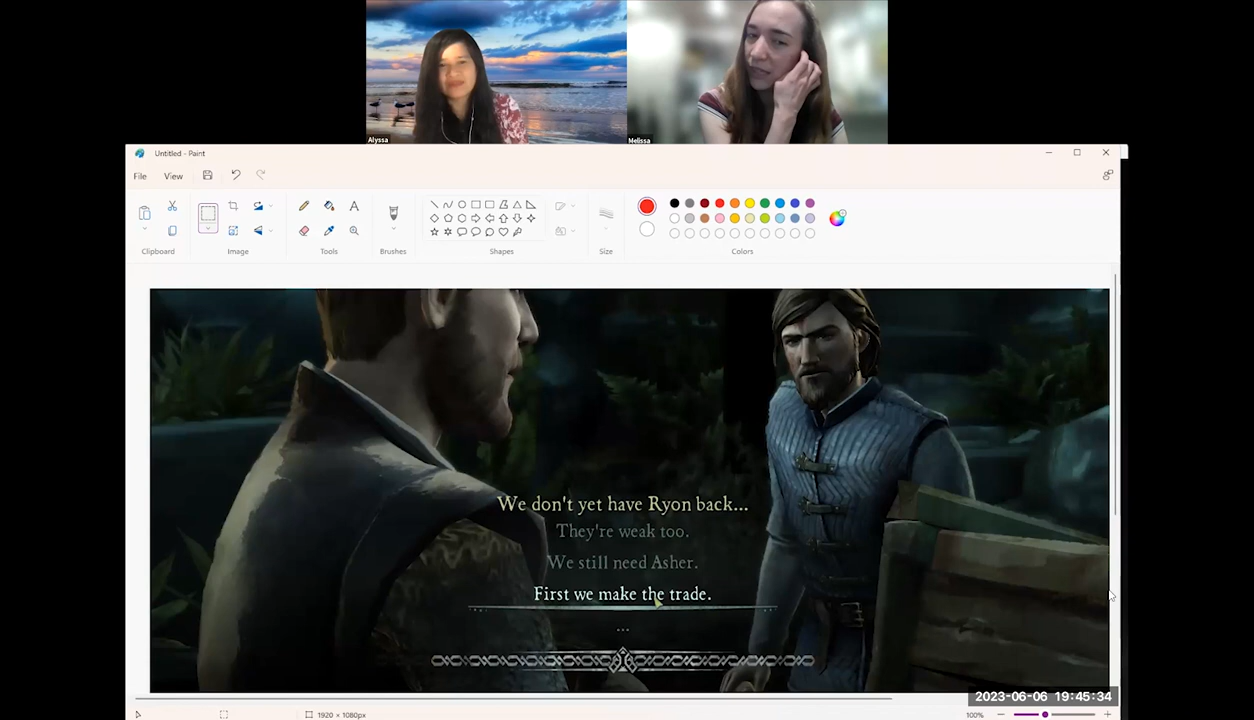 Alyssa
Melissa
Untitled - Paint
File
View
Clipboard
Image
Tools
Brushes
Shapes
Size
Colors
A
We don't yet have Ryon back...
They're weak too.
We still need Asher.
First we make the trade.
...
2023-06-06 19:45:34
1920 × 1080px
100%